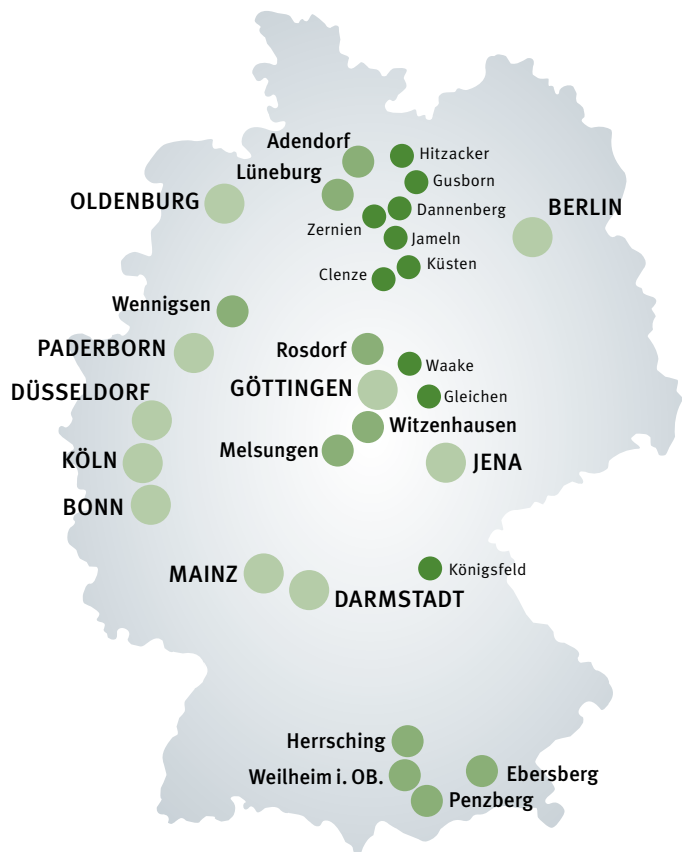 Adendorf
Hitzacker
Lüneburg
Gusborn
OLDENBURG
Dannenberg
BERLIN
Zernien
Jameln
Küsten
Clenze
Wennigsen
PADERBORN
Rosdorf
Waake
DÜSSELDORF
GÖTTINGEN
Gleichen
Witzenhausen
Melsungen
KÖLN
JENA
BONN
MAINZ
Königsfeld
DARMSTADT
Herrsching
Weilheim i. OB.
Ebersberg
Penzberg